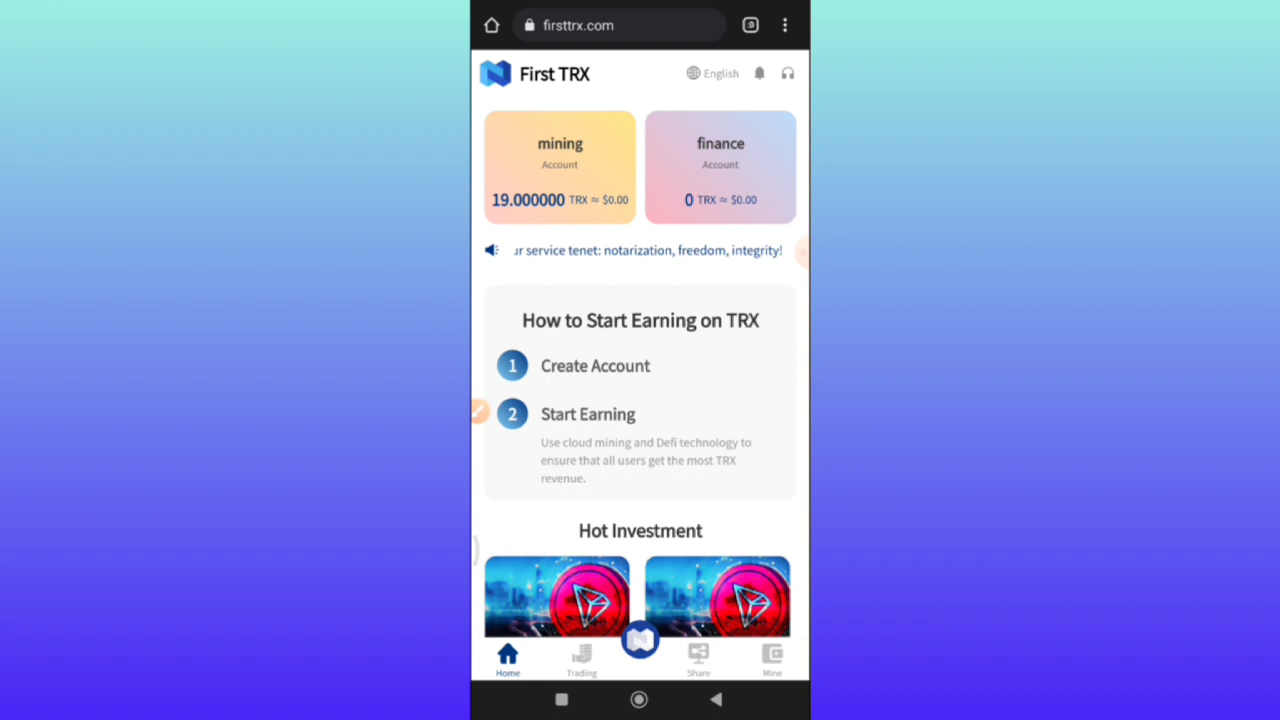 firsttrx.com
:D
First TRX
English
mining
Account
19.000000 TRX ≈ $0.00
finance
Account
0 TRX ≈ $0.00
ur service tenet: notarization, freedom, integrity!
How to Start Earning on TRX
1 Create Account
2 Start Earning
Use cloud mining and Defi technology to
ensure that all users get the most TRX
revenue.
Hot Investment
Home
Trading
Share
Mine